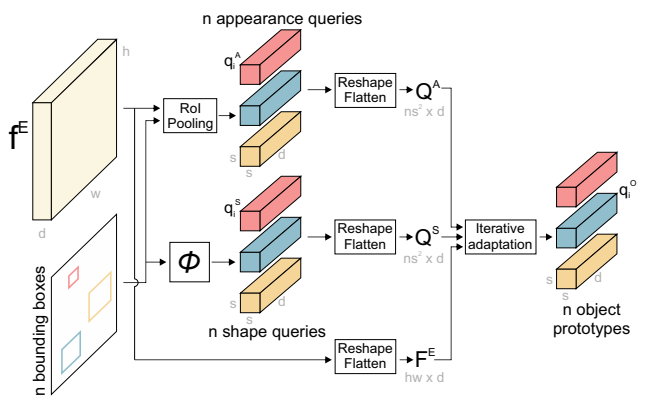 n appearance queries
h
f^E
w
d
RoI
Pooling
q_i^A
s
s
d
Reshape
Flatten
Q^A
ns² x d
n bounding boxes
Φ
q_i^S
s
s
d
n shape queries
Reshape
Flatten
Q^S
ns² x d
Reshape
Flatten
F^E
hw x d
Iterative
adaptation
q_i^O
s
s
d
n object
prototypes